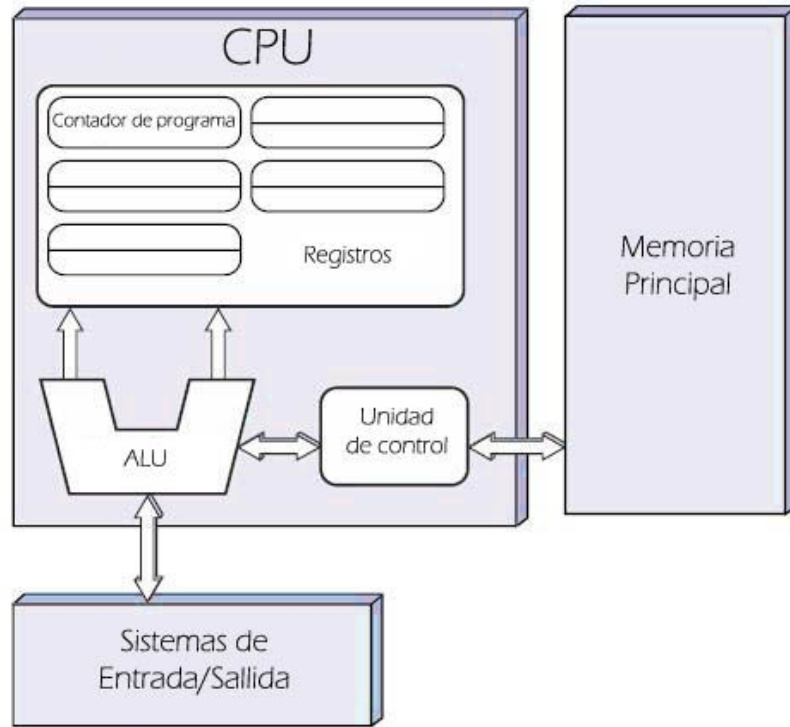 CPU
Contador de programa
Registros
ALU
Unidad
de control
Memoria
Principal
Sistemas de
Entrada/Sallida